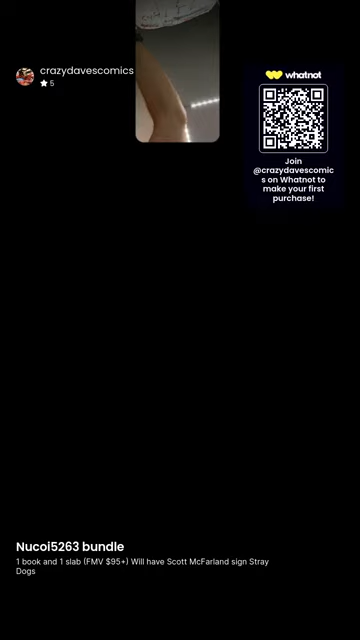 crazydavescomics
5
whatnot
Join
@crazydavescomic
s on Whatnot to
make your first
purchase!
Nucoi5263 bundle
1 book and 1 slab (FMV $95+) Will have Scott McFarland sign Stray
Dogs